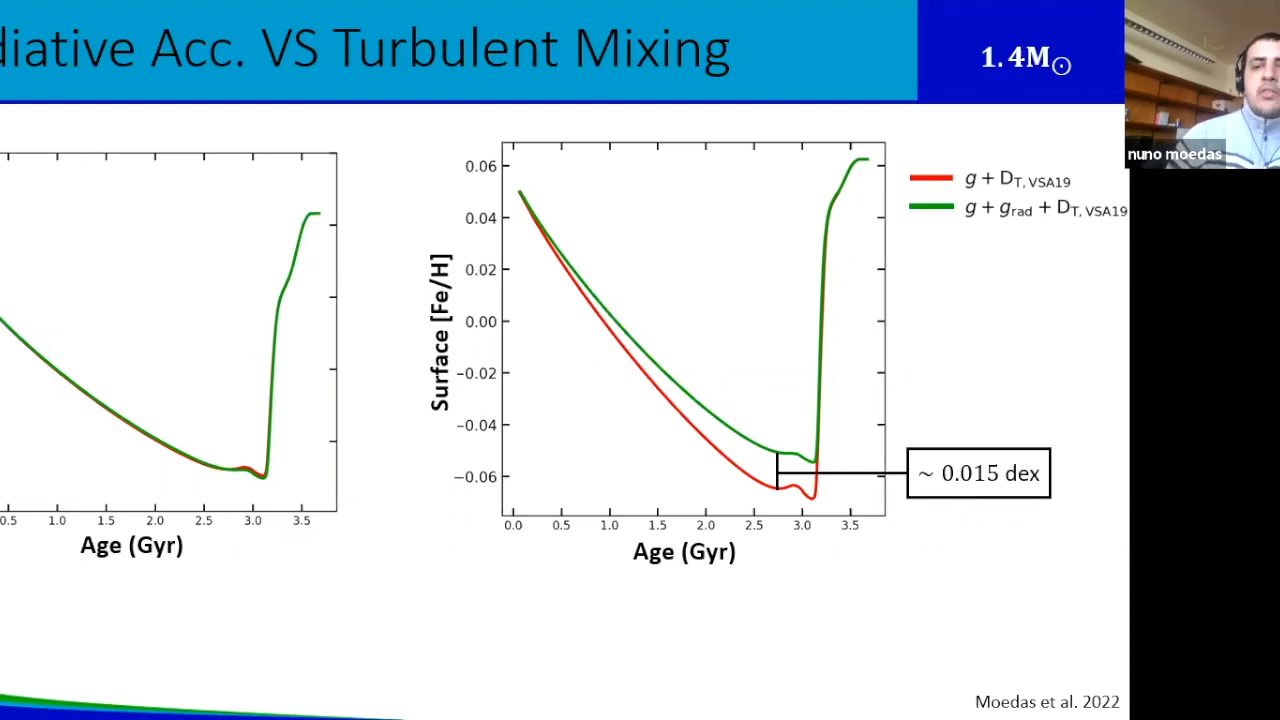 diative Acc. VS Turbulent Mixing
1.4M☉
nuno moedas
0.5 1.0 1.5 2.0 2.5 3.0 3.5
Age (Gyr)
Surface [Fe/H]
0.06
0.04
0.02
0.00
−0.02
−0.04
−0.06
0.0 0.5 1.0 1.5 2.0 2.5 3.0 3.5
Age (Gyr)
g + D_T, VSA19
g + g_rad + D_T, VSA19
~ 0.015 dex
Moedas et al. 2022